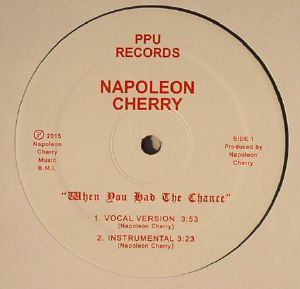 PPU
RECORDS
NAPOLEON
CHERRY
Ⓟ 2015
Napoleon
Cherry
Music
B.M.I.
SIDE 1
Produced by
Napoleon
Cherry
"When You Had The Chance"
1. VOCAL VERSION 3:53
(Napoleon Cherry)
2. INSTRUMENTAL 3:23
(Napoleon Cherry)